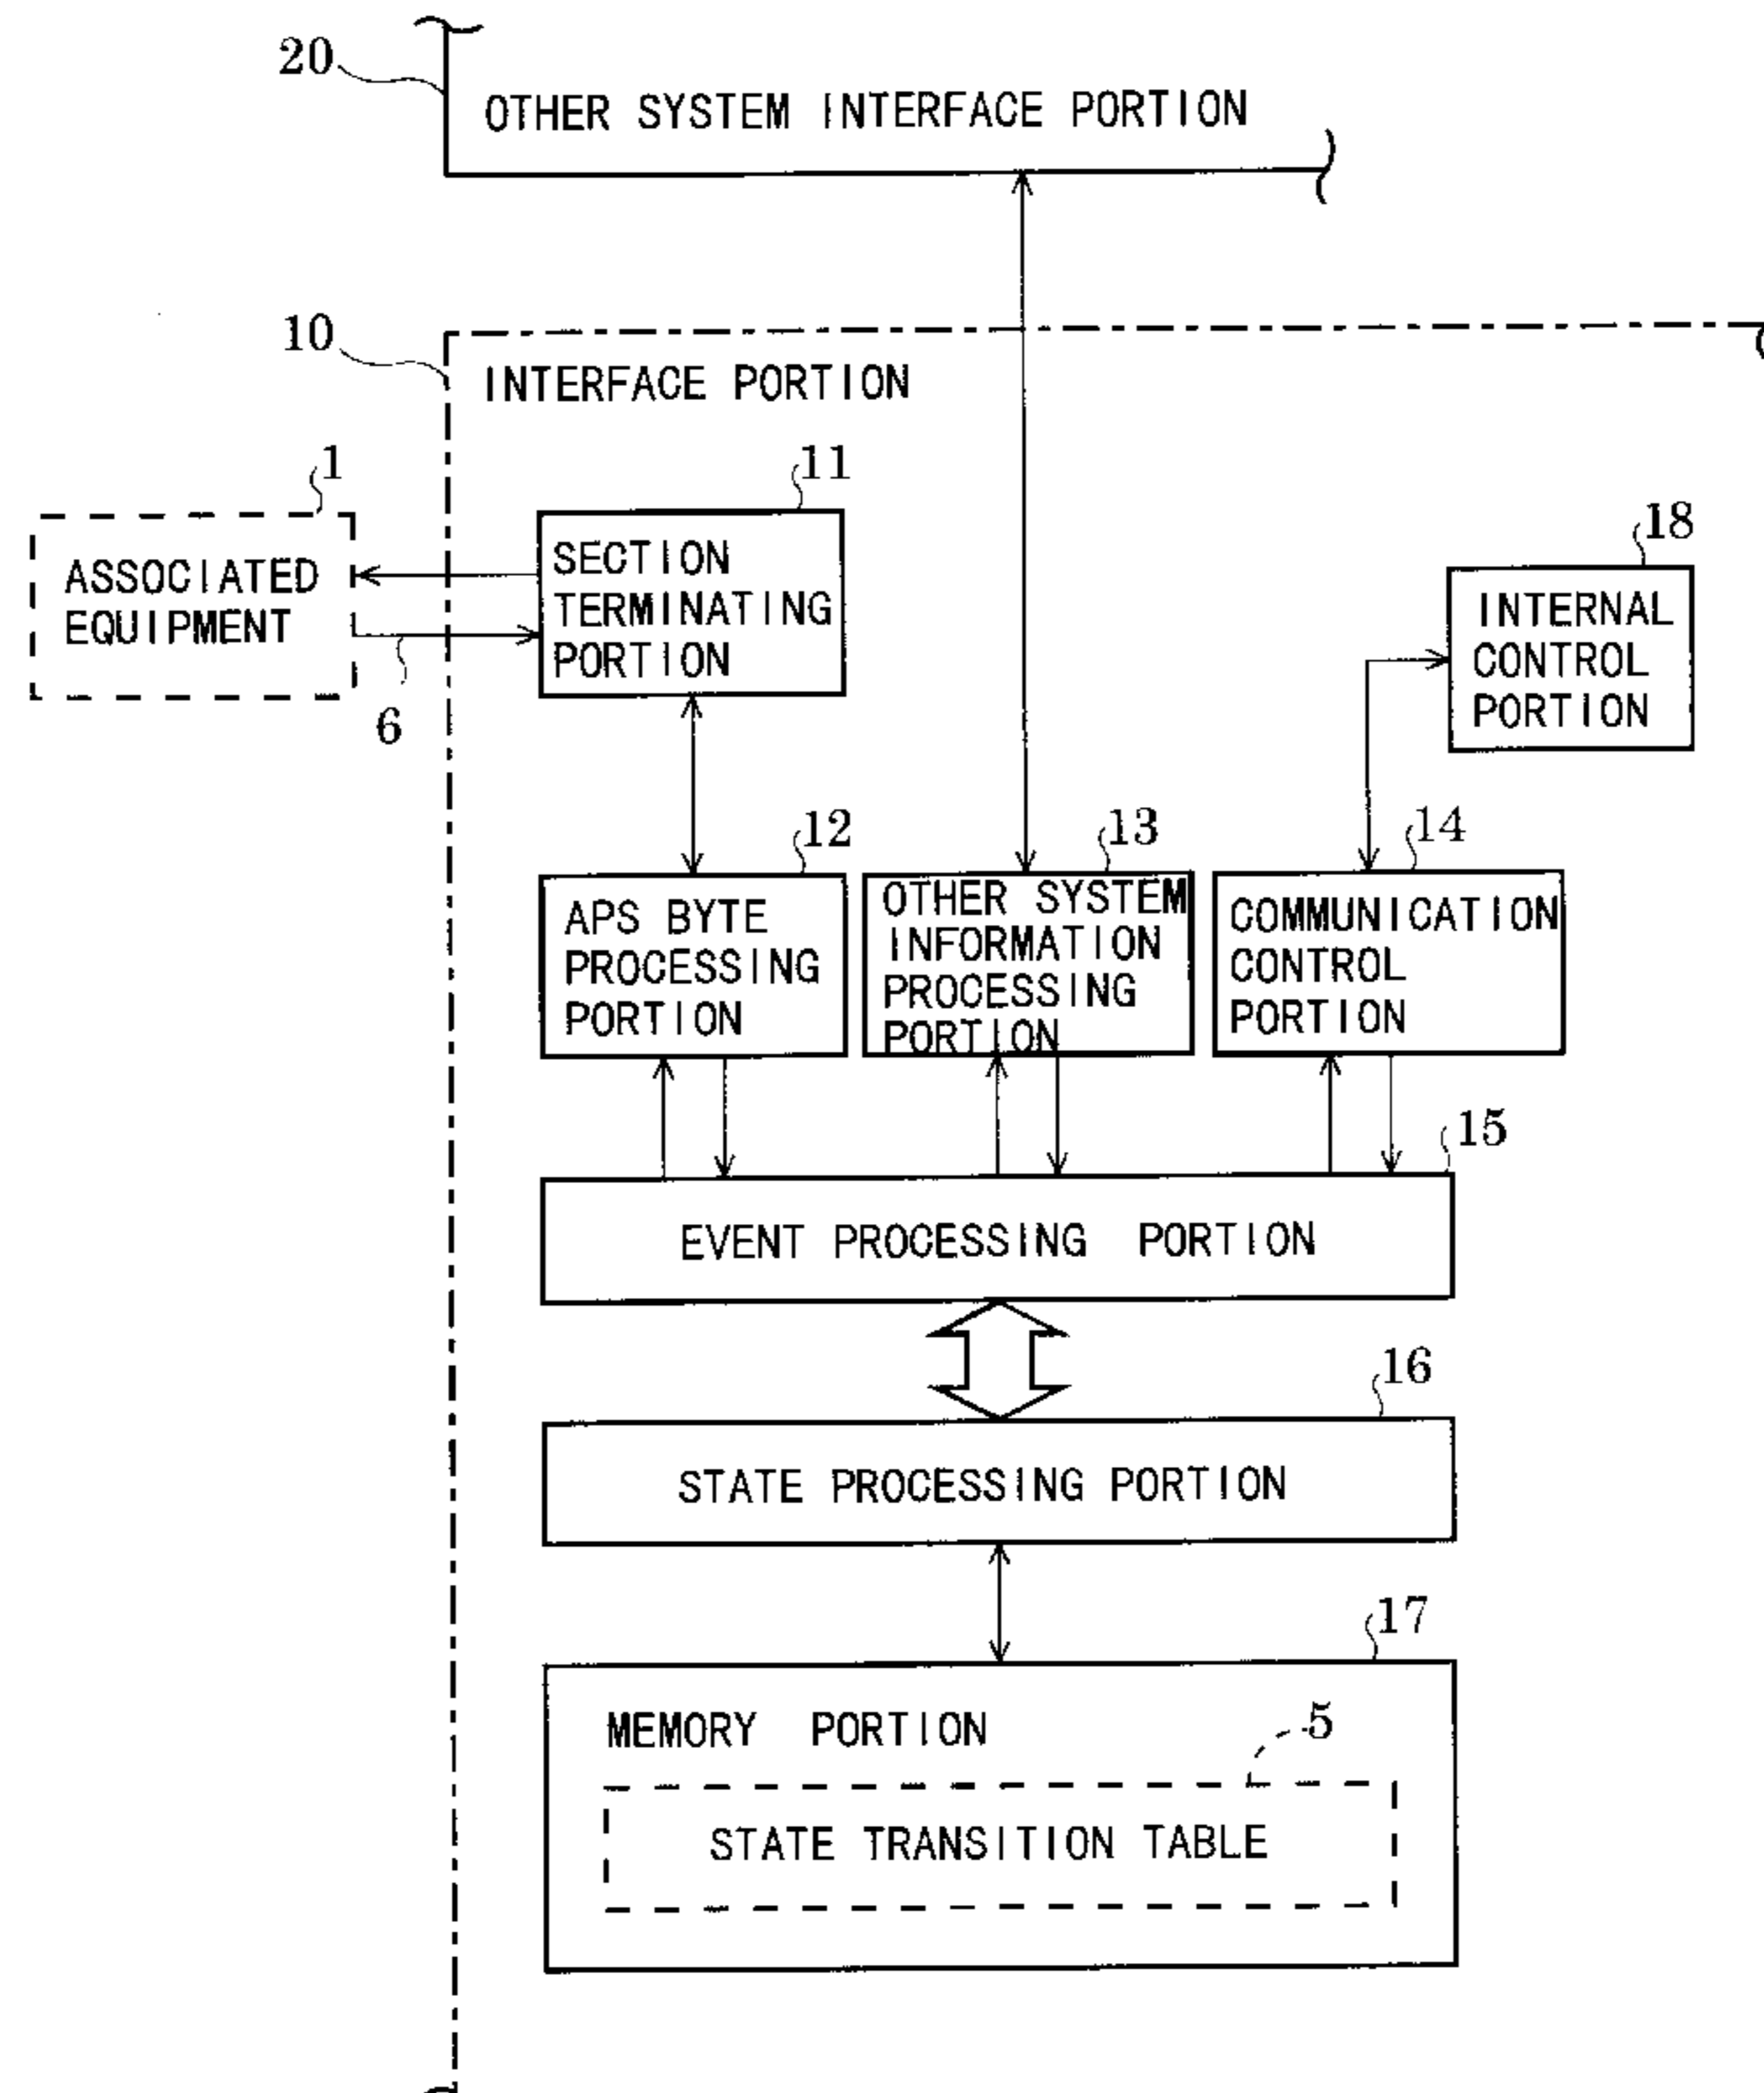 20
OTHER SYSTEM INTERFACE PORTION
10
INTERFACE PORTION
1
11
ASSOCIATED
EQUIPMENT
SECTION
TERMINATING
PORTION
6
18
INTERNAL
CONTROL
PORTION
12
13
14
APS BYTE
PROCESSING
PORTION
OTHER SYSTEM
INFORMATION
PROCESSING
PORTION
COMMUNICATION
CONTROL
PORTION
15
EVENT PROCESSING PORTION
16
STATE PROCESSING PORTION
17
MEMORY PORTION
5
STATE TRANSITION TABLE